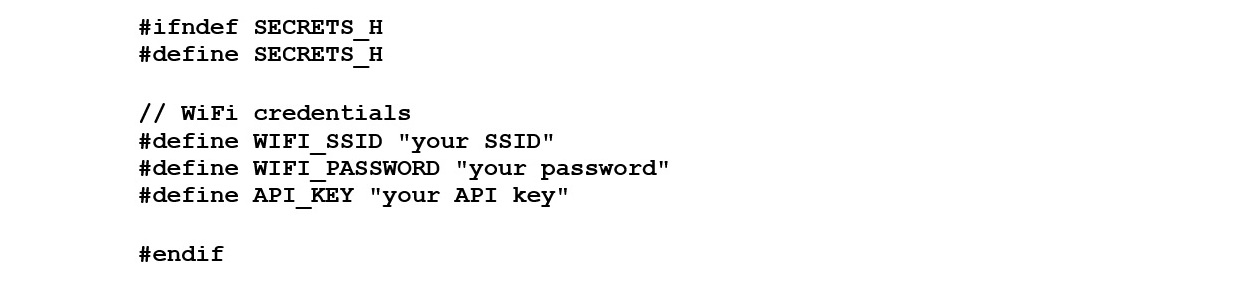 #ifndef SECRETS_H
#define SECRETS_H
// WiFi credentials
#define WIFI_SSID "your SSID"
#define WIFI_PASSWORD "your password"
#define API_KEY "your API key"
#endif